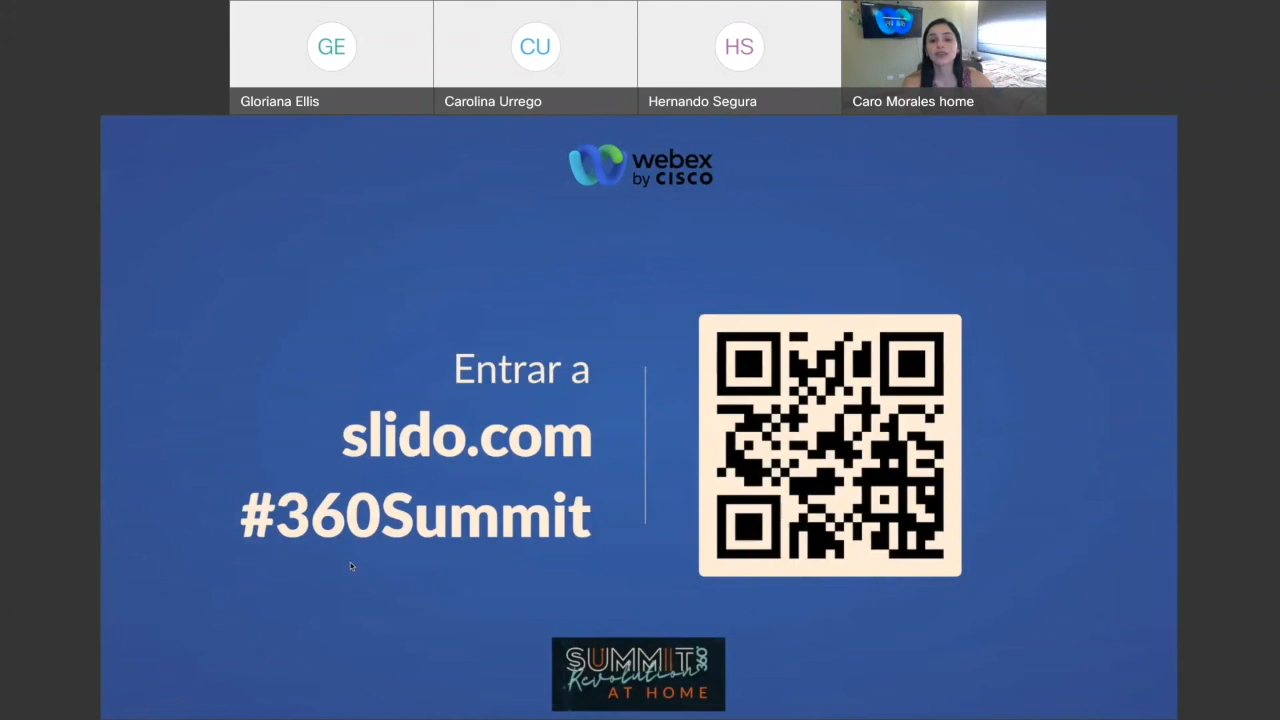 GE
CU
HS
Gloriana Ellis
Carolina Urrego
Hernando Segura
Caro Morales home
webex
by CISCO
Entrar a
slido.com
#360Summit
SUMMIT 360°
Revolution
AT HOME